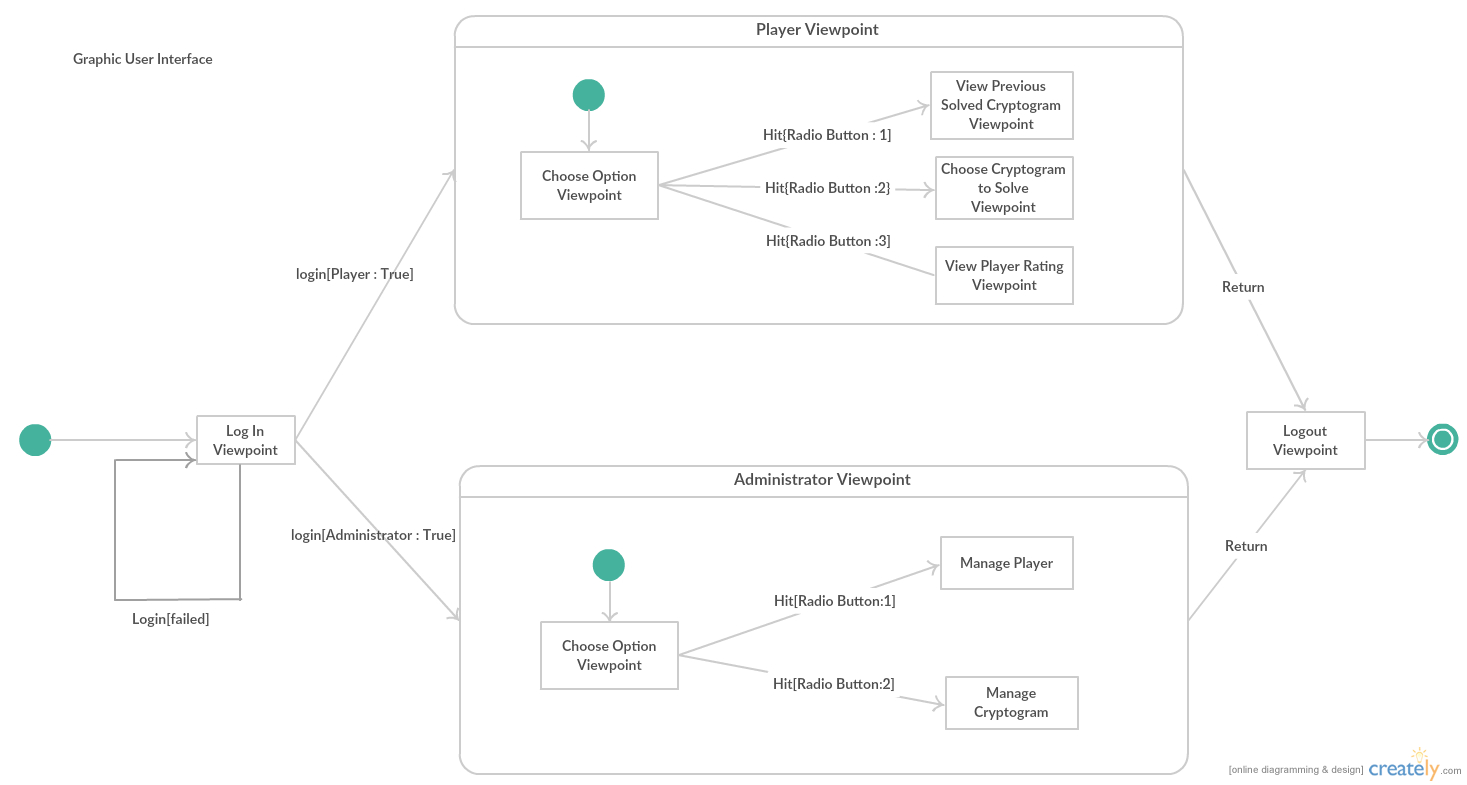 Graphic User Interface
Player Viewpoint
View Previous
Solved Cryptogram
Viewpoint
Hit{Radio Button : 1]
Choose Option
Viewpoint
Hit{Radio Button :2}
Choose Cryptogram
to Solve
Viewpoint
Hit{Radio Button :3]
View Player Rating
Viewpoint
login[Player : True]
Return
Log In
Viewpoint
Login[failed]
login[Administrator : True]
Administrator Viewpoint
Choose Option
Viewpoint
Hit[Radio Button:1]
Manage Player
Hit[Radio Button:2]
Manage
Cryptogram
Return
Logout
Viewpoint
[online diagramming & design] creately.com